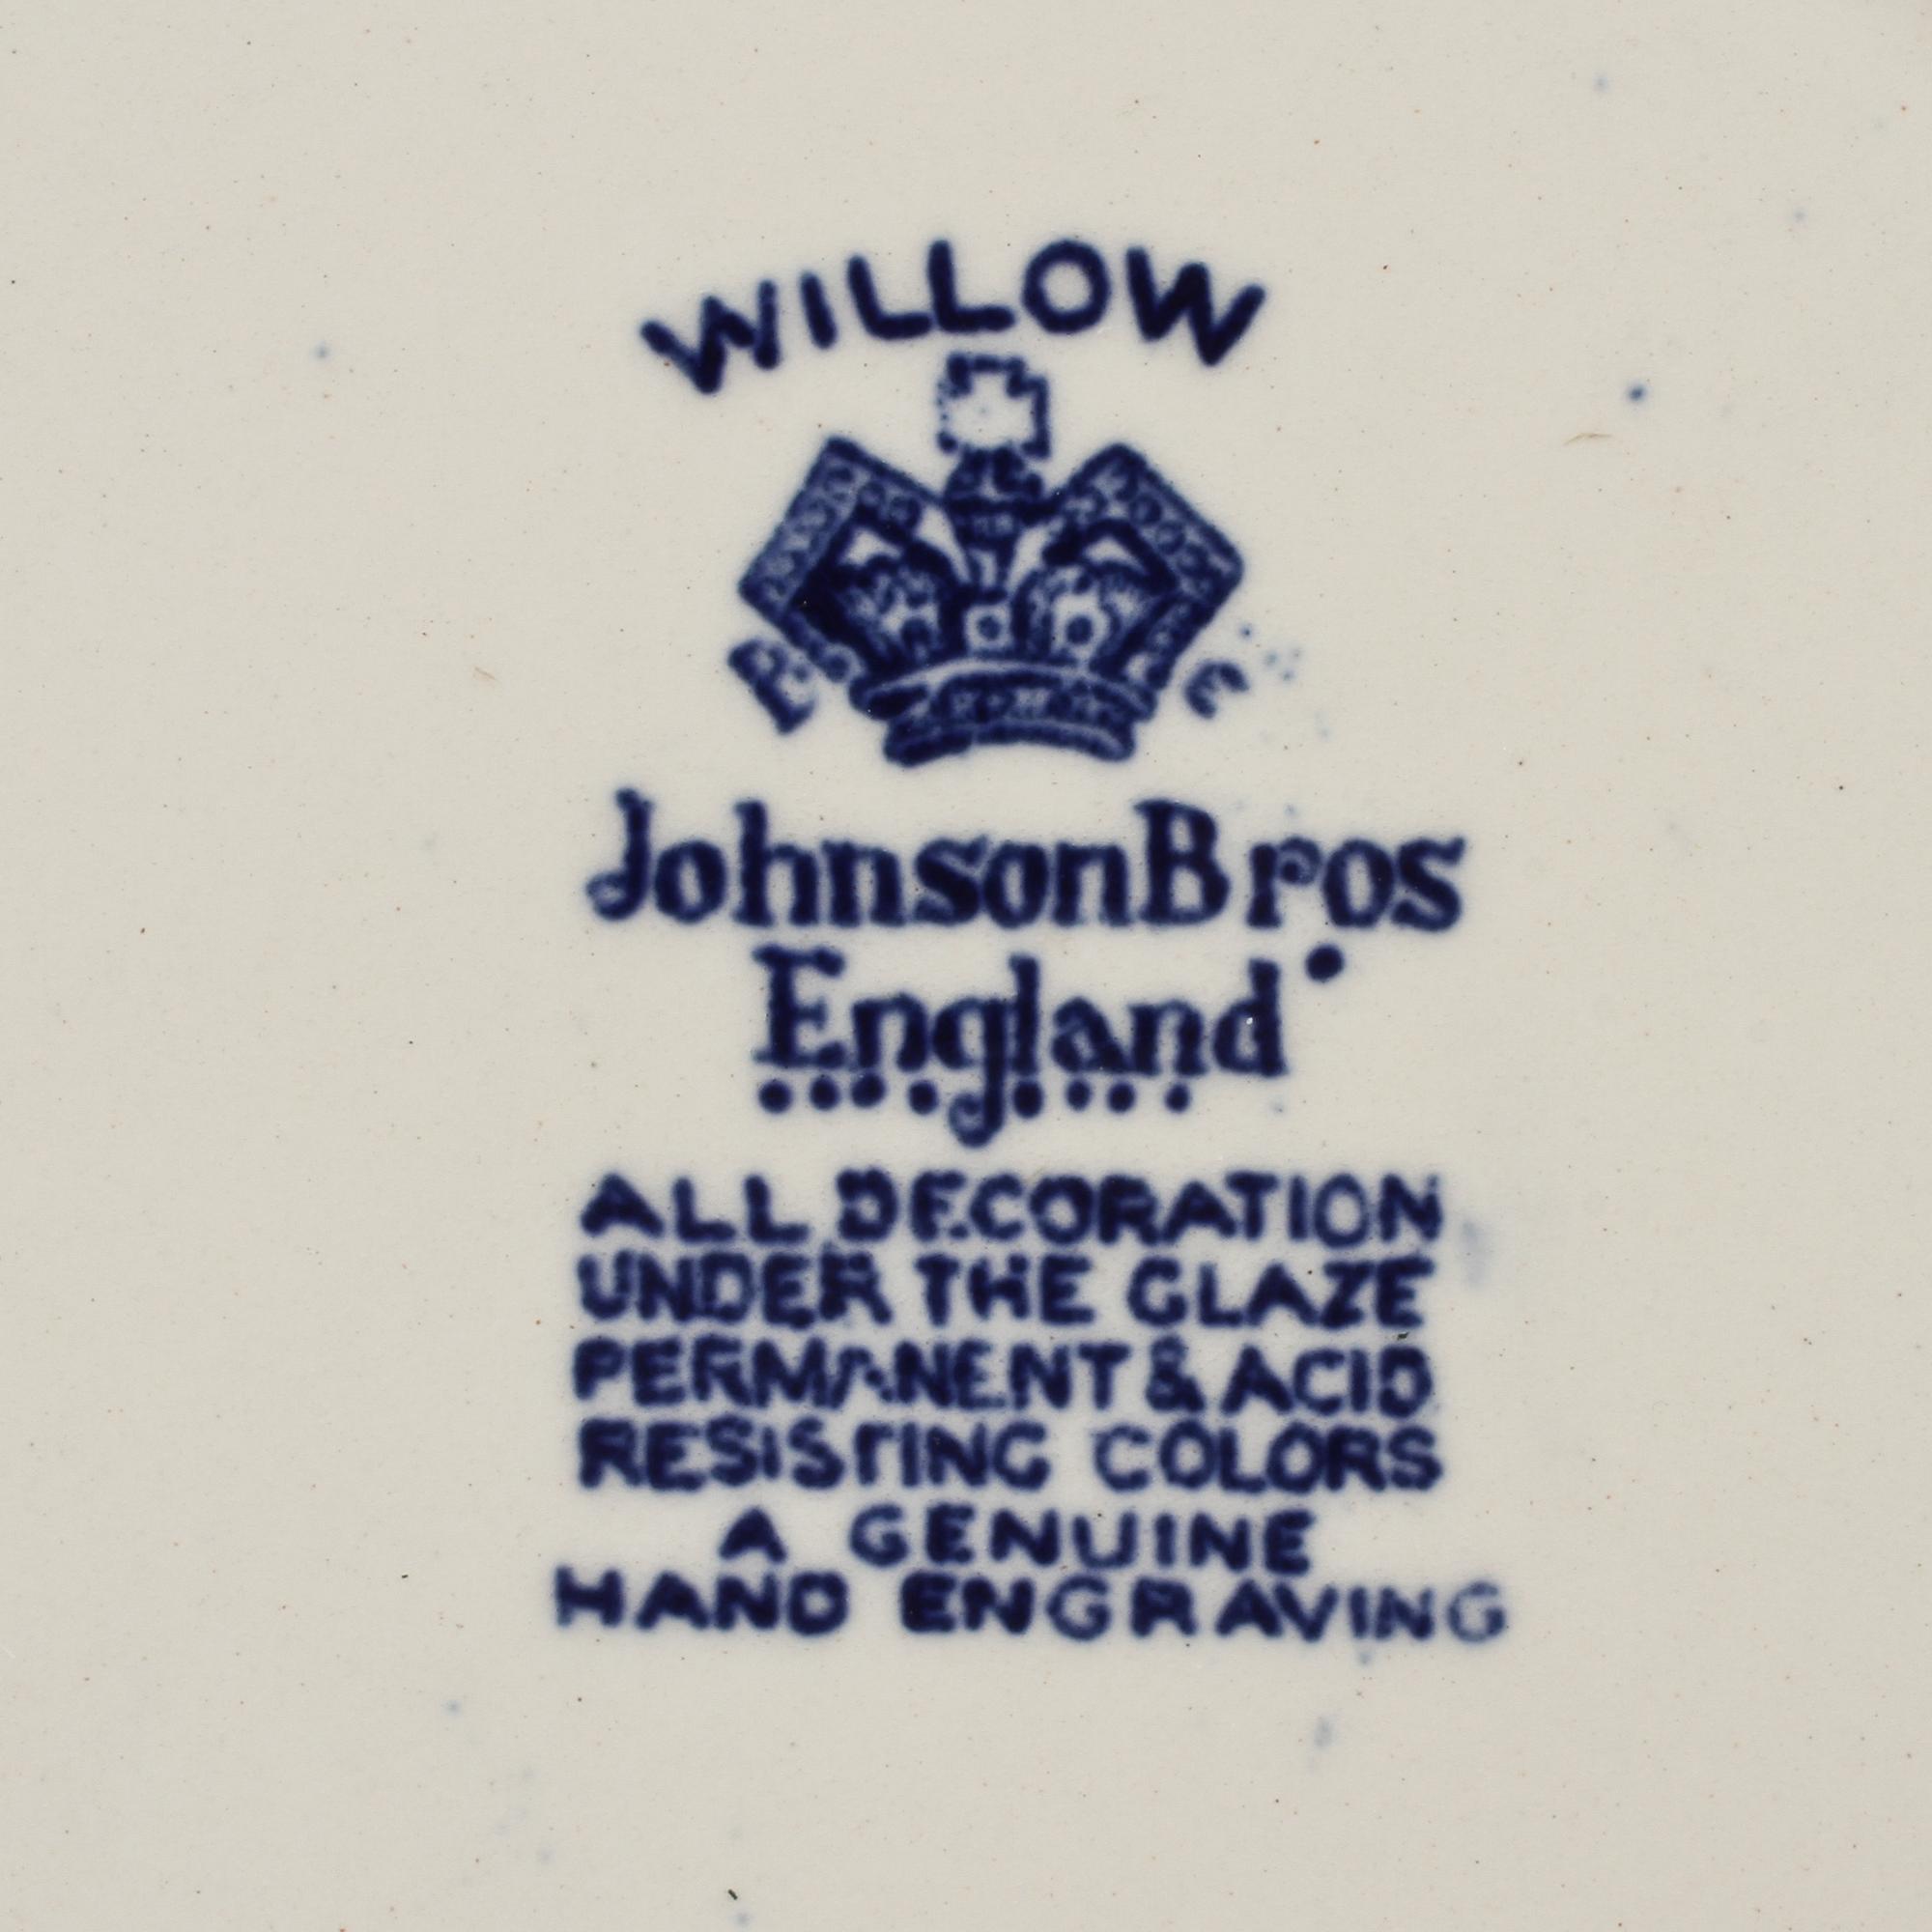 WILLOW
JohnsonBros
England
ALL DECORATION
UNDER THE GLAZE
PERMANENT & ACID
RESISTING COLORS
A GENUINE
HAND ENGRAVING